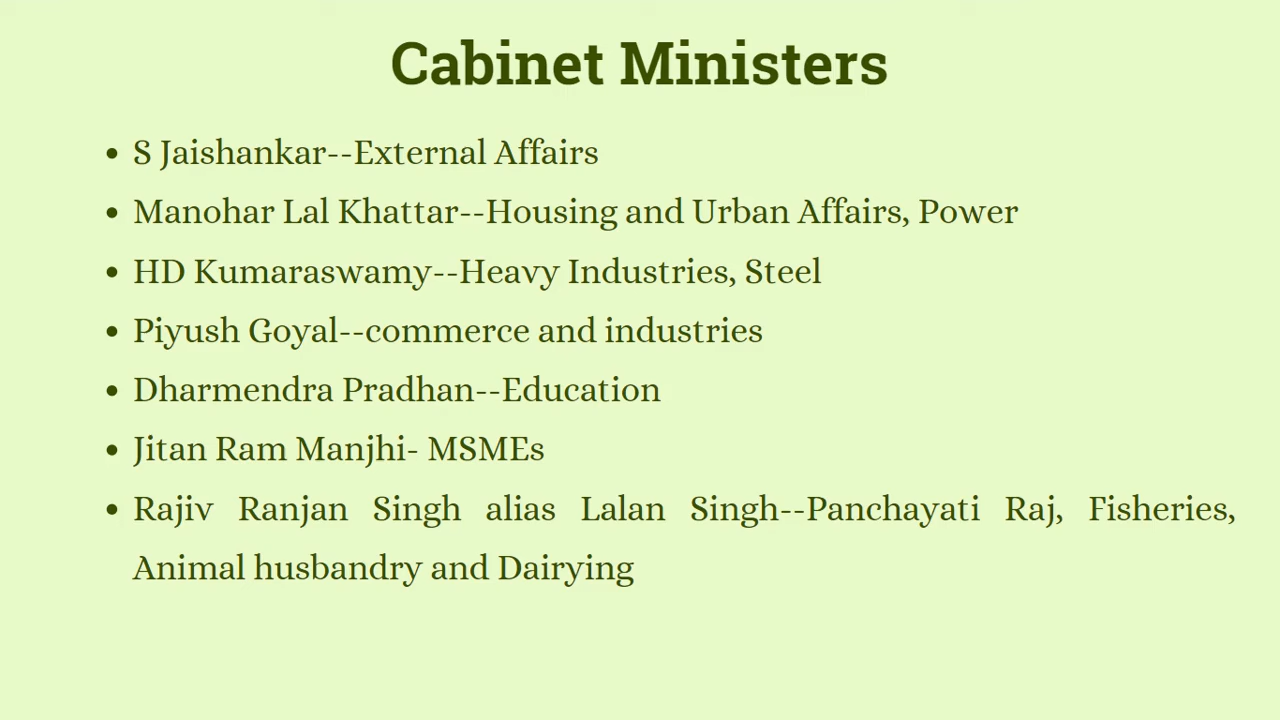 Cabinet Ministers
• S Jaishankar--External Affairs
• Manohar Lal Khattar--Housing and Urban Affairs, Power
• HD Kumaraswamy--Heavy Industries, Steel
• Piyush Goyal--commerce and industries
• Dharmendra Pradhan--Education
• Jitan Ram Manjhi- MSMEs
• Rajiv Ranjan Singh alias Lalan Singh--Panchayati Raj, Fisheries,
Animal husbandry and Dairying